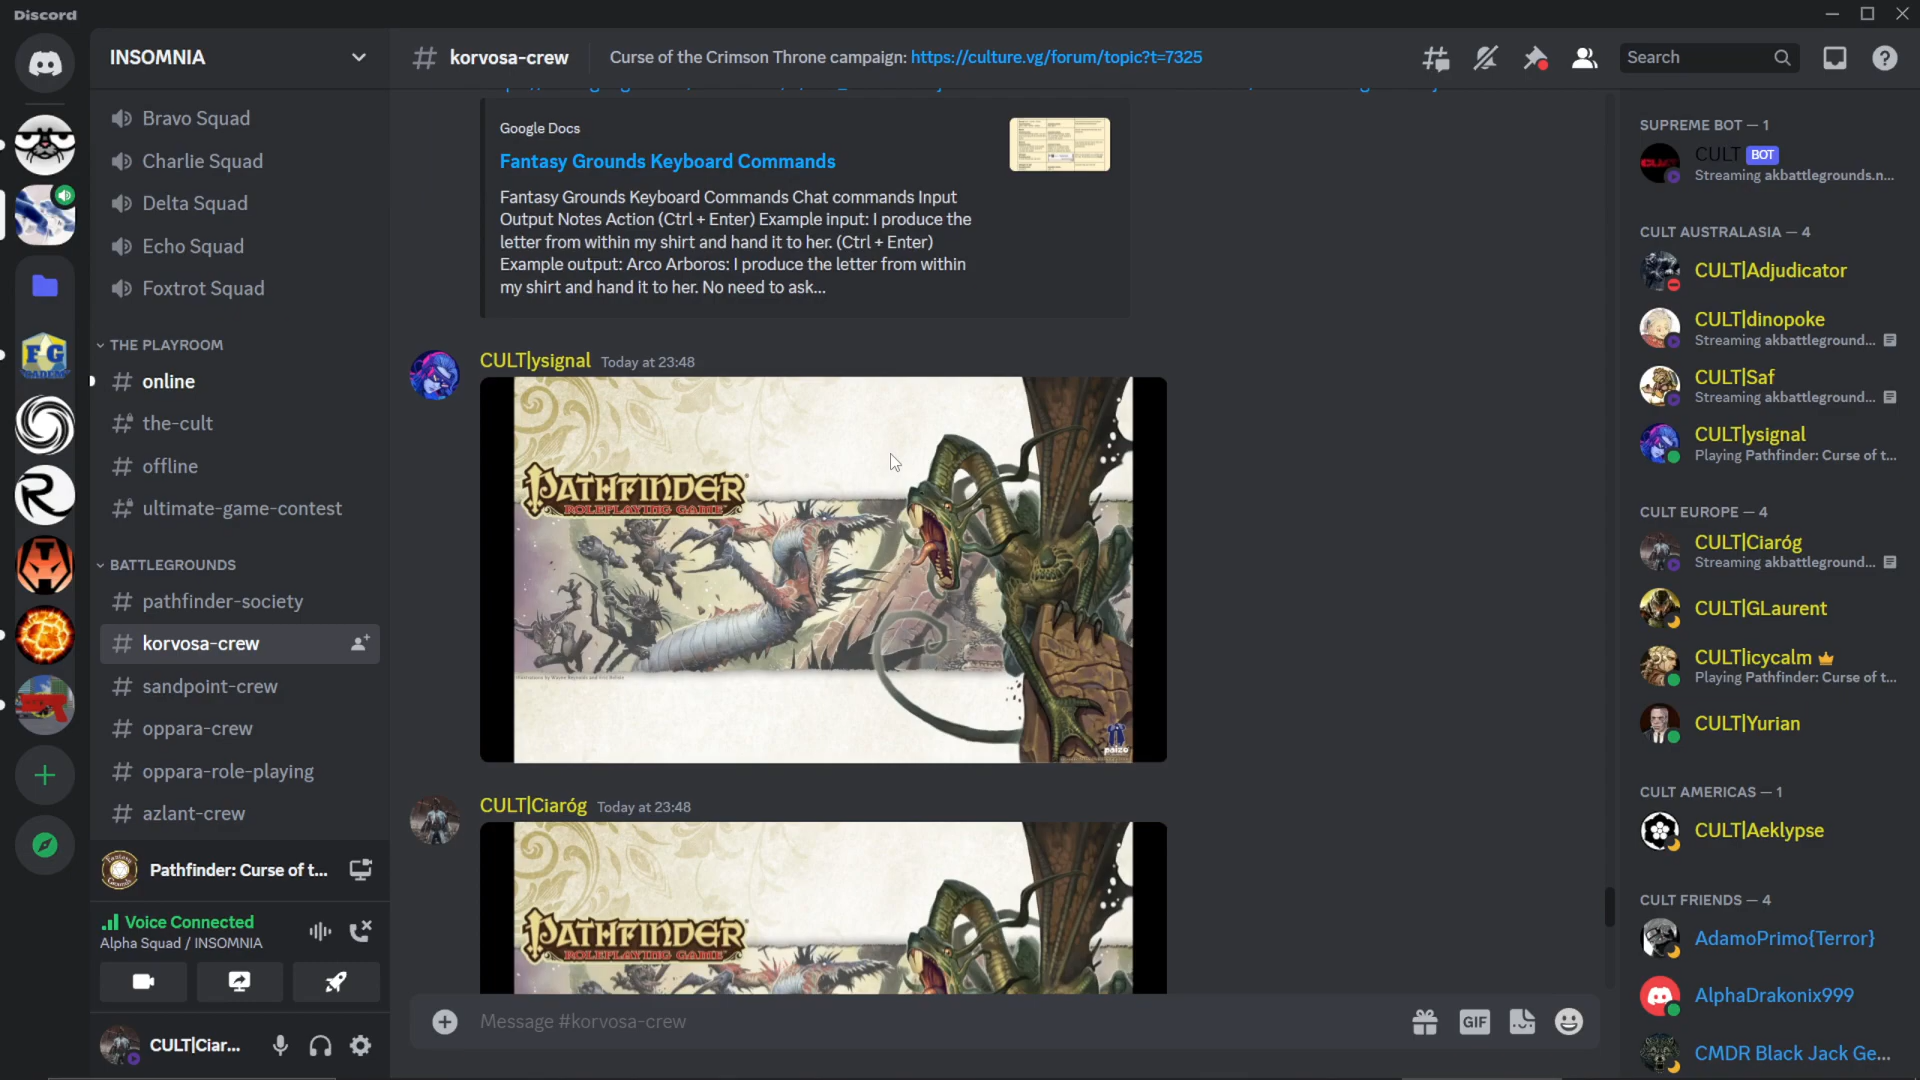 Discord
INSOMNIA
Bravo Squad
Charlie Squad
Delta Squad
Echo Squad
Foxtrot Squad
THE PLAYROOM
online
the-cult
offline
ultimate-game-contest
BATTLEGROUNDS
pathfinder-society
korvosa-crew
sandpoint-crew
oppara-crew
oppara-role-playing
azlant-crew
Pathfinder: Curse of t...
Voice Connected
Alpha Squad / INSOMNIA
CULT|Ciar...
korvosa-crew
Curse of the Crimson Throne campaign: https://culture.vg/forum/topic?t=7325
Search
Google Docs
Fantasy Grounds Keyboard Commands
Fantasy Grounds Keyboard Commands Chat commands Input
Output Notes Action (Ctrl + Enter) Example input: I produce the
letter from within my shirt and hand it to her. (Ctrl + Enter)
Example output: Arco Arboros: I produce the letter from within
my shirt and hand it to her. No need to ask...
CULT|ysignal Today at 23:48
PATHFINDER
ROLEPLAYING GAME
paizo
CULT|Ciaróg Today at 23:48
PATHFINDER
ROLEPLAYING GAME
Message #korvosa-crew
GIF
SUPREME BOT — 1
CULT BOT
Streaming akbattlegrounds.n...
CULT AUSTRALASIA — 4
CULT|Adjudicator
CULT|dinopoke
Streaming akbattleground...
CULT|Saf
Streaming akbattleground...
CULT|ysignal
Playing Pathfinder: Curse of t...
CULT EUROPE — 4
CULT|Ciaróg
Streaming akbattleground...
CULT|GLaurent
CULT|icycalm
Playing Pathfinder: Curse of t...
CULT|Yurian
CULT AMERICAS — 1
CULT|Aeklypse
CULT FRIENDS — 4
AdamoPrimo{Terror}
AlphaDrakonix999
CMDR Black Jack Ge...